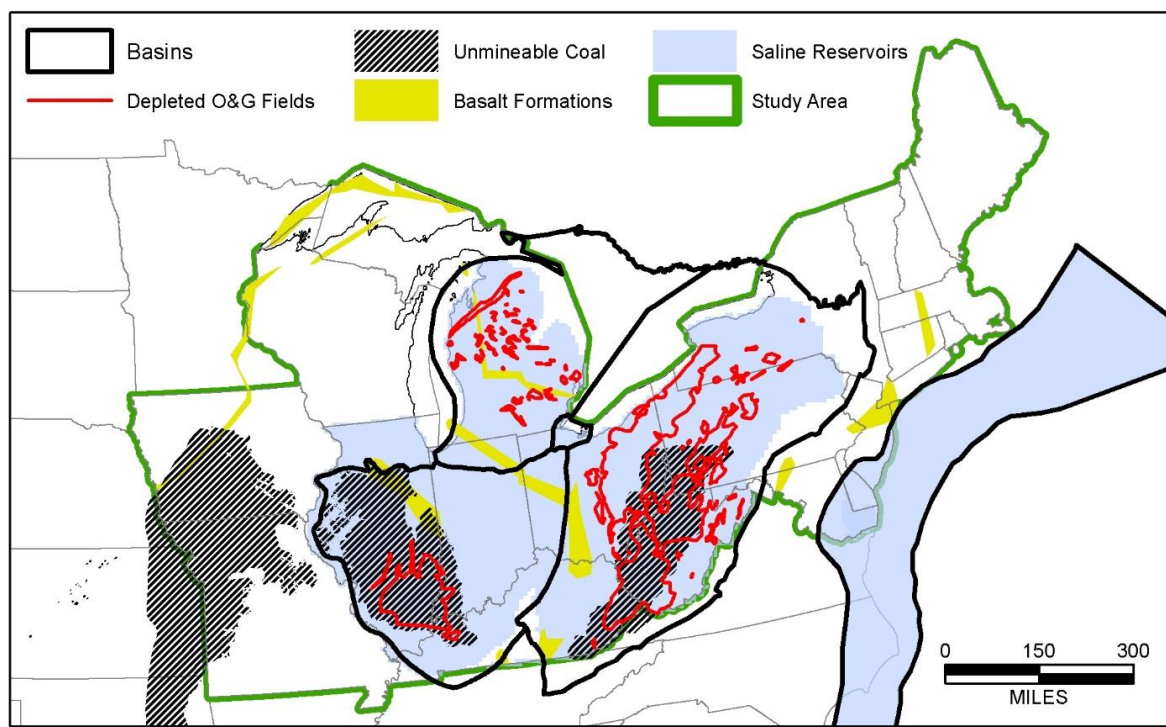 Basins
Unmineable Coal
Saline Reservoirs
Depleted O&G Fields
Basalt Formations
Study Area
0 150 300
MILES